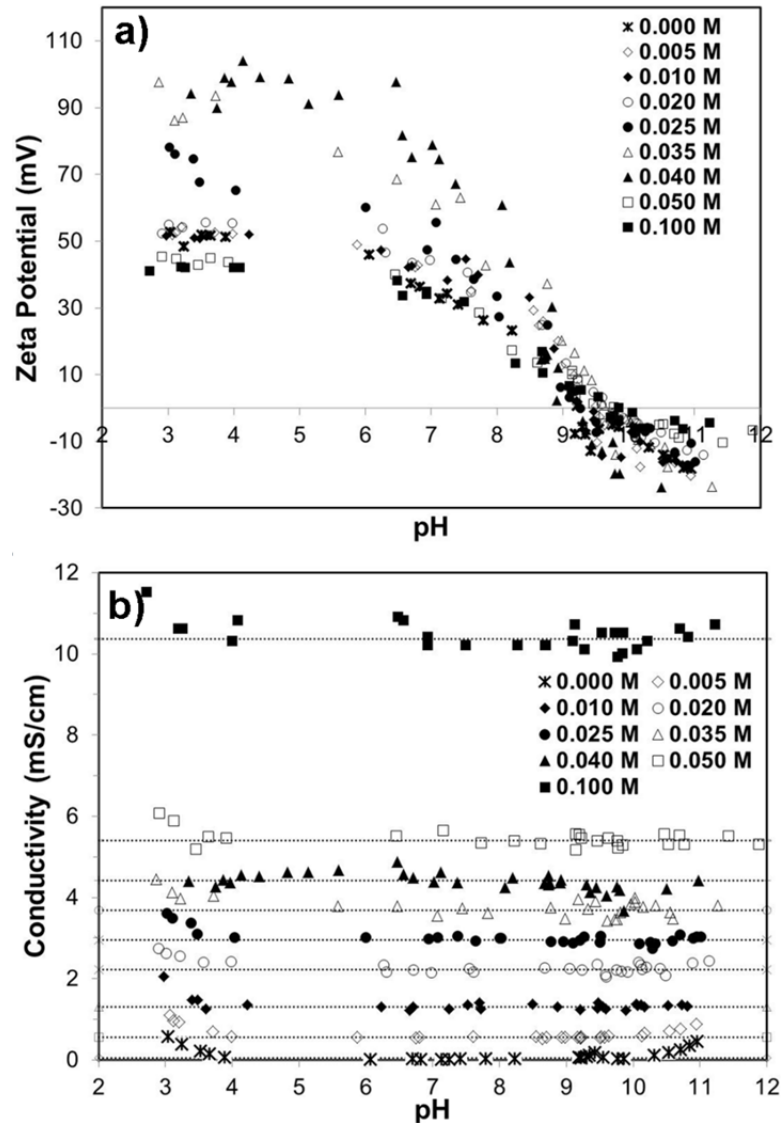 a)
Zeta Potential (mV)
110
90
70
50
30
10
-10
-30
2 3 4 5 6 7 8 9 10 11 12
pH
0.000 M
0.005 M
0.010 M
0.020 M
0.025 M
0.035 M
0.040 M
0.050 M
0.100 M
b)
Conductivity (mS/cm)
12
10
8
6
4
2
0
2 3 4 5 6 7 8 9 10 11 12
pH
0.000 M 0.005 M
0.010 M 0.020 M
0.025 M 0.035 M
0.040 M 0.050 M
0.100 M